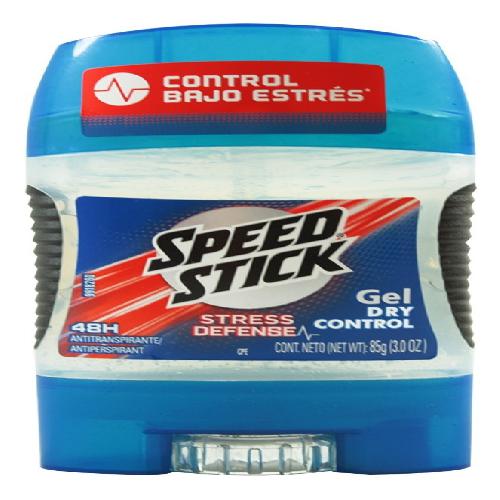 CONTROL
BAJO ESTRÉS*
SPEED
STICK®
STRESS
DEFENSE
Gel
DRY
CONTROL
48H
ANTITRANSPIRANTE/
ANTIPERSPIRANT
CPE
CONT. NETO (NET WT): 85g (3.0 OZ)